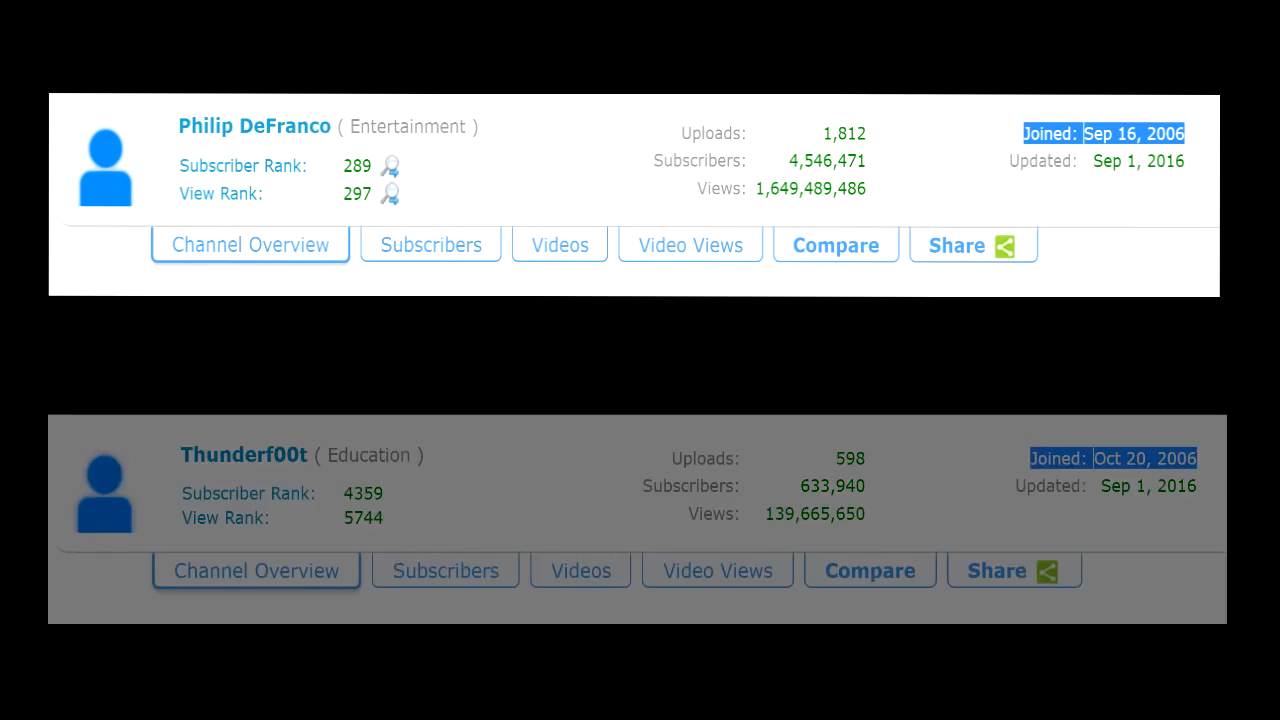 Philip DeFranco ( Entertainment )
Subscriber Rank: 289
View Rank: 297
Uploads: 1,812
Subscribers: 4,546,471
Views: 1,649,489,486
Joined: Sep 16, 2006
Updated: Sep 1, 2016
Channel Overview Subscribers Videos Video Views Compare Share
Thunderf00t ( Education )
Subscriber Rank: 4359
View Rank: 5744
Uploads: 598
Subscribers: 633,940
Views: 139,665,650
Joined: Oct 20, 2006
Updated: Sep 1, 2016
Channel Overview Subscribers Videos Video Views Compare Share